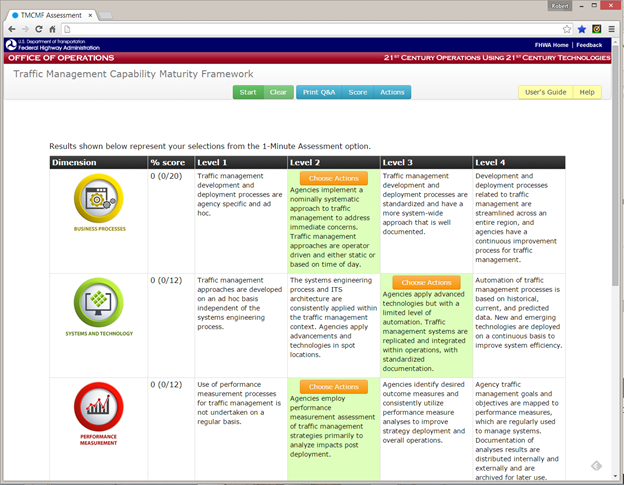 Robert
TMCMF Assessment
U.S. Department of Transportation
Federal Highway Administration
FHWA Home | Feedback
OFFICE OF OPERATIONS
21ST CENTURY OPERATIONS USING 21ST CENTURY TECHNOLOGIES
Traffic Management Capability Maturity Framework
Start Clear Print Q&A Score Actions User's Guide Help
Results shown below represent your selections from the 1-Minute Assessment option.
Dimension % score Level 1 Level 2 Level 3 Level 4
BUSINESS PROCESSES
0 (0/20)
Traffic management
development and
deployment processes are
agency specific and ad
hoc.
Choose Actions
Agencies implement a
nominally systematic
approach to traffic
management to address
immediate concerns.
Traffic management
approaches are operator
driven and either static or
based on time of day.
Traffic management
development and
deployment processes are
standardized and have a
more system-wide
approach that is well
documented.
Development and
deployment processes
related to traffic
management are
streamlined across an
entire region, and
agencies have a
continuous improvement
process for traffic
management.
SYSTEMS AND TECHNOLOGY
0 (0/12)
Traffic management
approaches are developed
on an ad hoc basis
independent of the
systems engineering
process.
The systems engineering
process and ITS
architecture are
consistently applied within
the traffic management
context. Agencies apply
advancements and
technologies in spot
locations.
Choose Actions
Agencies apply advanced
technologies but with a
limited level of
automation. Traffic
management systems are
replicated and integrated
within operations, with
standardized
documentation.
Automation of traffic
management processes is
based on historical,
current, and predicted
data. New and emerging
technologies are deployed
on a continuous basis to
improve system efficiency.
PERFORMANCE
MEASUREMENT
0 (0/12)
Use of performance
measurement processes
for traffic management is
not undertaken on a
regular basis.
Choose Actions
Agencies employ
performance
measurement assessment
of traffic management
strategies primarily to
analyze impacts post
deployment.
Agencies identify desired
outcome measures and
consistently utilize
performance measure
analyses to improve
strategy deployment and
overall operations.
Agency traffic
management goals and
objectives are mapped to
performance measures,
which are regularly used
to manage systems.
Documentation of
analyses results are
distributed internally and
externally and are
archived for later use.